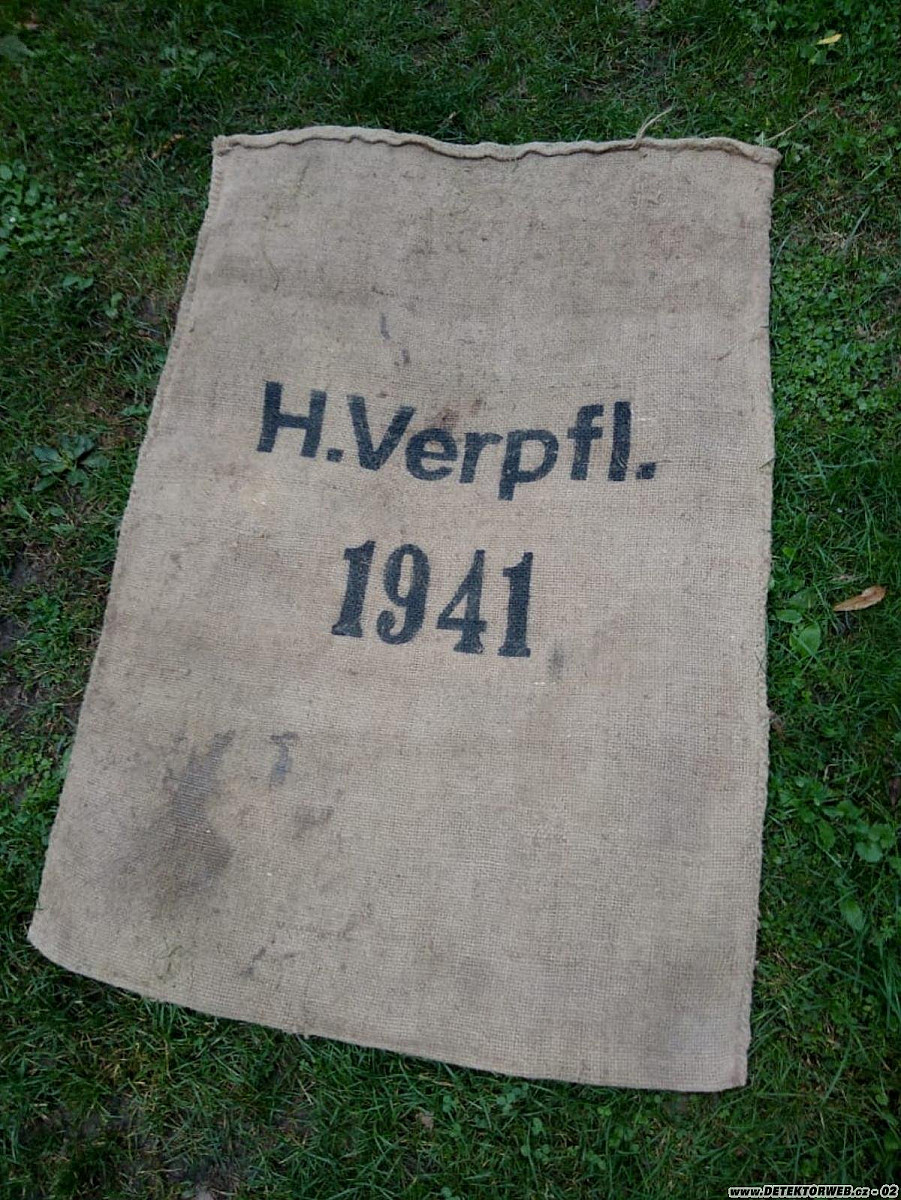 H.Verpfl.
1941
www.DETEKTORWEB.cz - 02